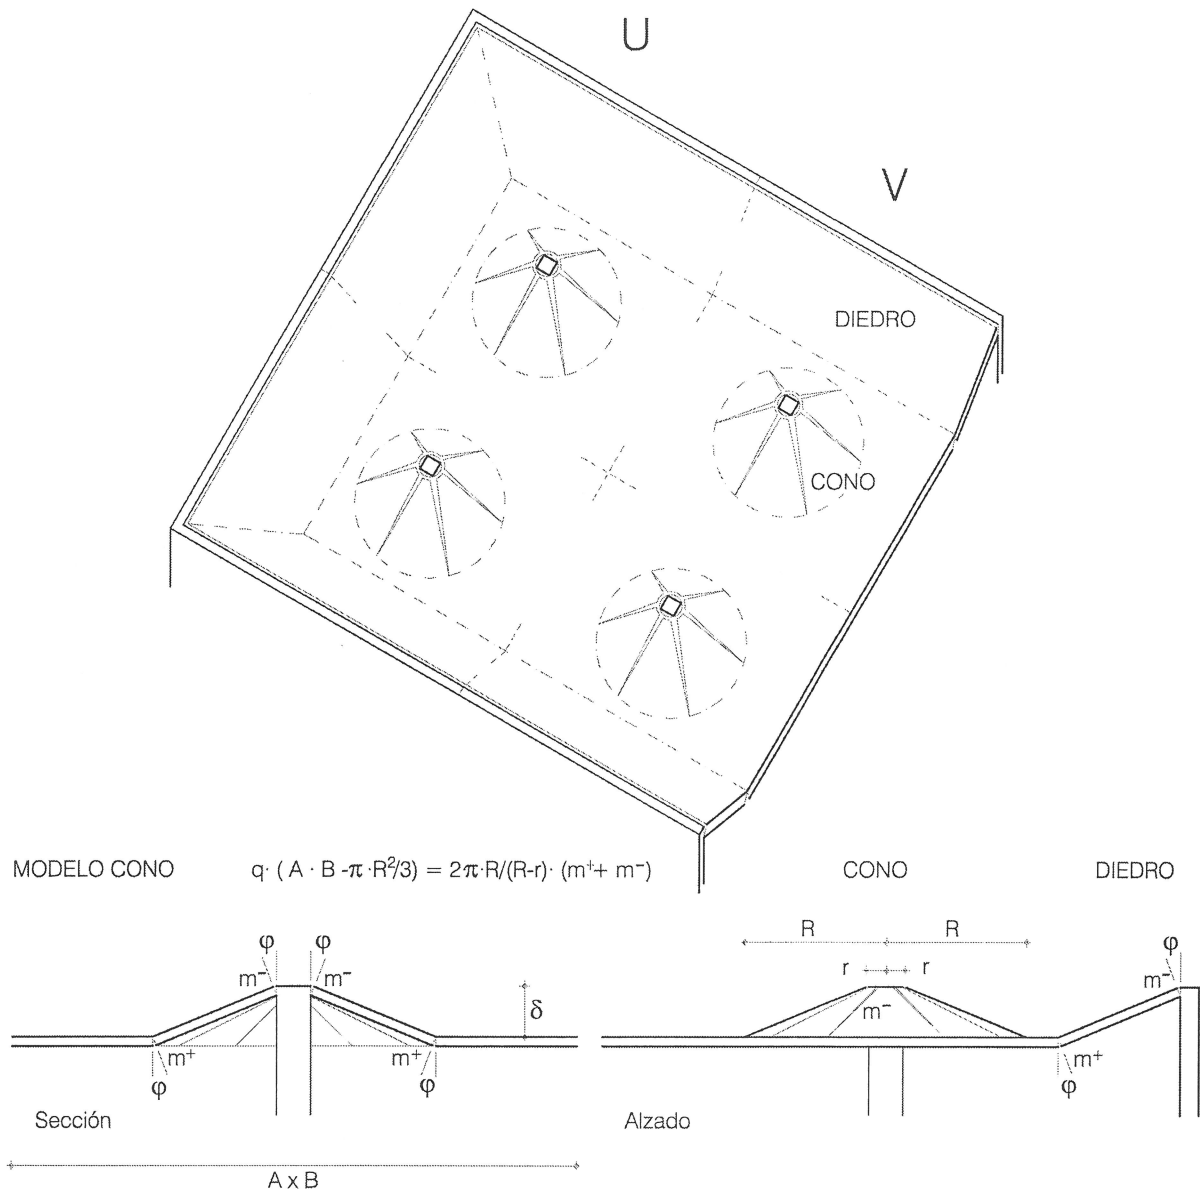 U
V
DIEDRO
CONO
MODELO CONO
q· ( A · B -π ·R²/3) = 2π·R/(R-r)· (m⁺+ m⁻)
CONO
DIEDRO
φ φ
m⁻ m⁻
δ
m⁺ m⁺
φ φ
Sección
A x B
R R
r r
m⁻
φ
m⁻
m⁺
φ
Alzado